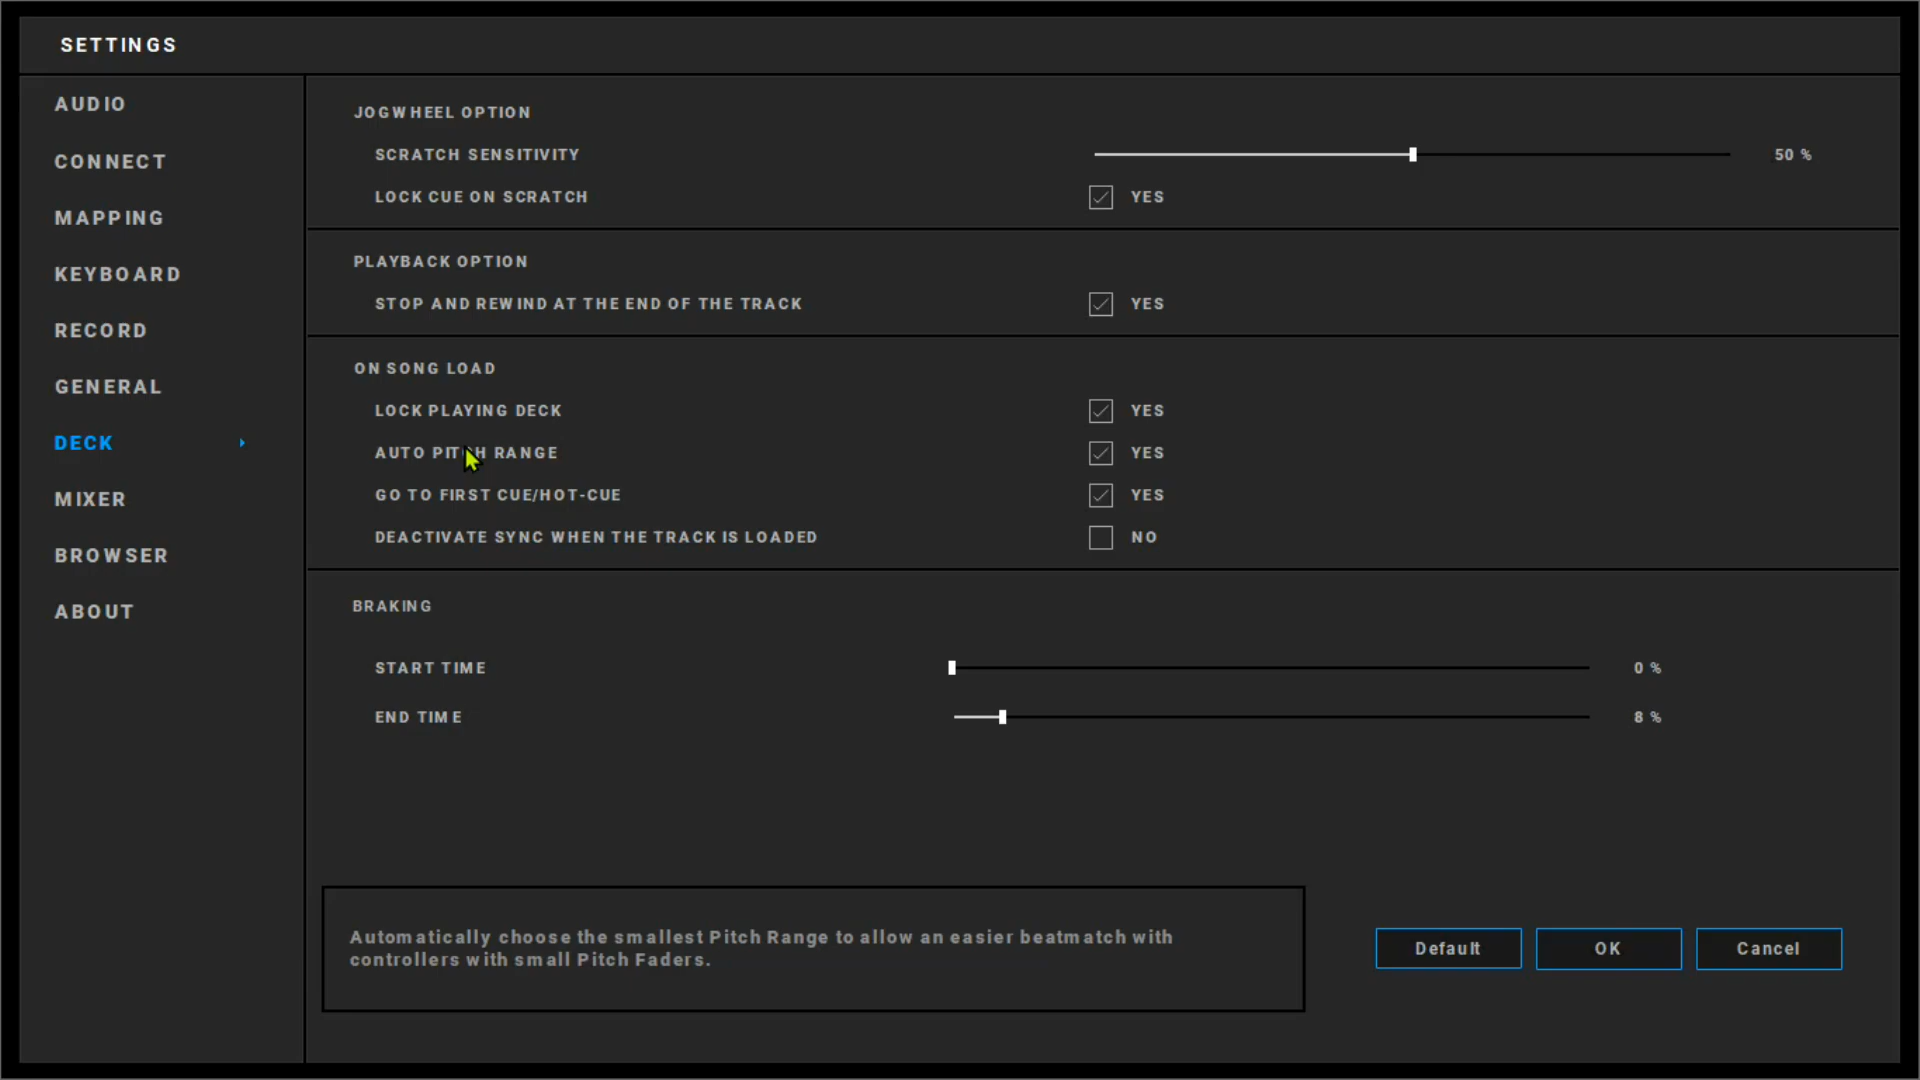 SETTINGS
AUDIO
CONNECT
MAPPING
KEYBOARD
RECORD
GENERAL
DECK
MIXER
BROWSER
ABOUT
JOGWHEEL OPTION
SCRATCH SENSITIVITY 50 %
LOCK CUE ON SCRATCH YES
PLAYBACK OPTION
STOP AND REWIND AT THE END OF THE TRACK YES
ON SONG LOAD
LOCK PLAYING DECK YES
AUTO PITCH RANGE YES
GO TO FIRST CUE/HOT-CUE YES
DEACTIVATE SYNC WHEN THE TRACK IS LOADED NO
BRAKING
START TIME 0 %
END TIME 8 %
Automatically choose the smallest Pitch Range to allow an easier beatmatch with
controllers with small Pitch Faders.
Default OK Cancel